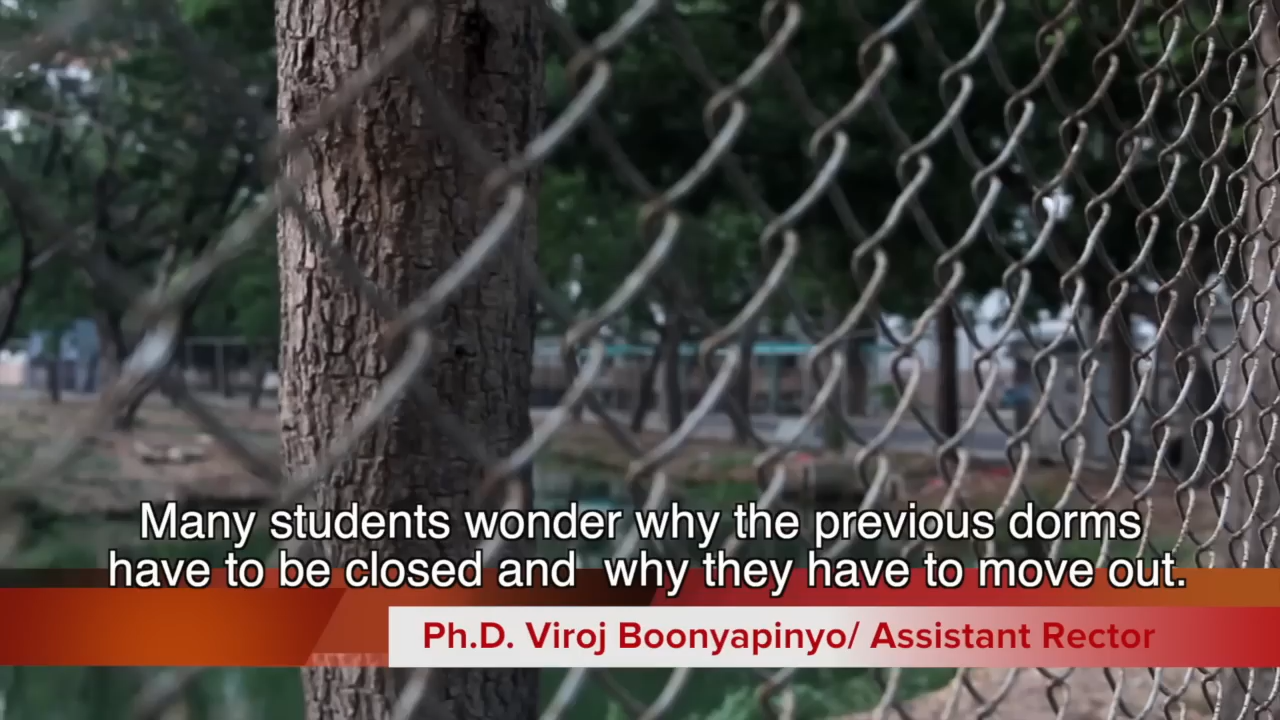 Many students wonder why the previous dorms
have to be closed and  why they have to move out.
Ph.D. Viroj Boonyapinyo/ Assistant Rector